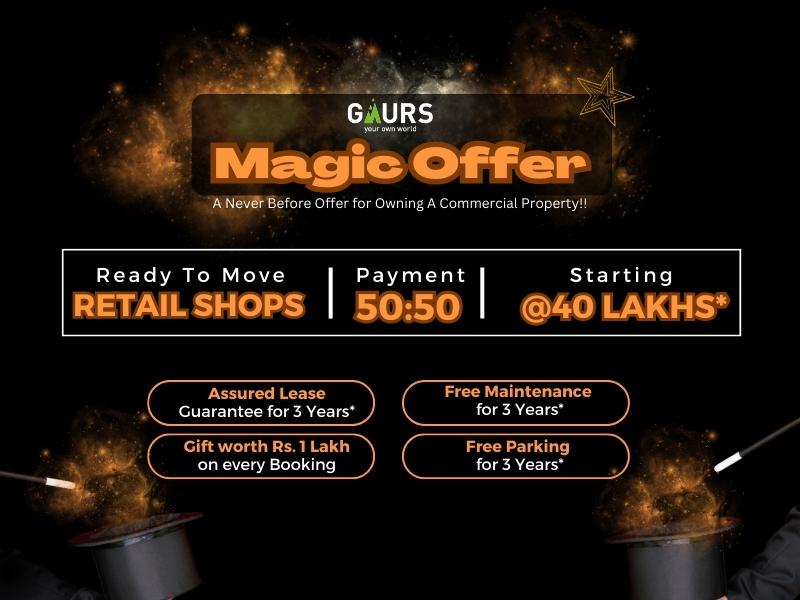 GAURS
your own world
Magic Offer
A Never Before Offer for Owning A Commercial Property!!
Ready To Move
RETAIL SHOPS
Payment
50:50
Starting
@40 LAKHS*
Assured Lease
Guarantee for 3 Years*
Free Maintenance
for 3 Years*
Gift worth Rs. 1 Lakh
on every Booking
Free Parking
for 3 Years*